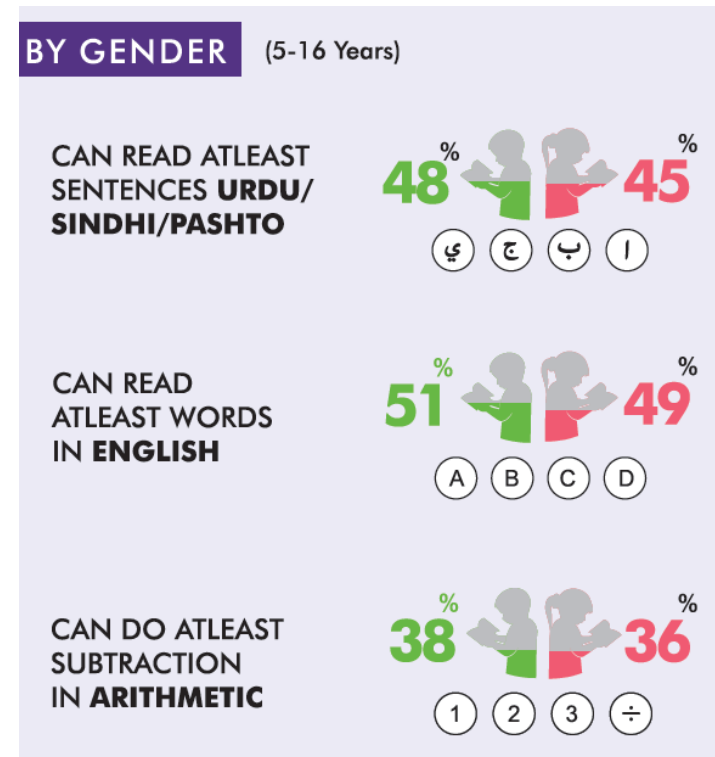 BY GENDER (5-16 Years)
CAN READ ATLEAST
SENTENCES URDU/
SINDHI/PASHTO
48% 45%
ي ج ب ا
CAN READ
ATLEAST WORDS
IN ENGLISH
51% 49%
A B C D
CAN DO ATLEAST
SUBTRACTION
IN ARITHMETIC
38% 36%
1 2 3 ÷